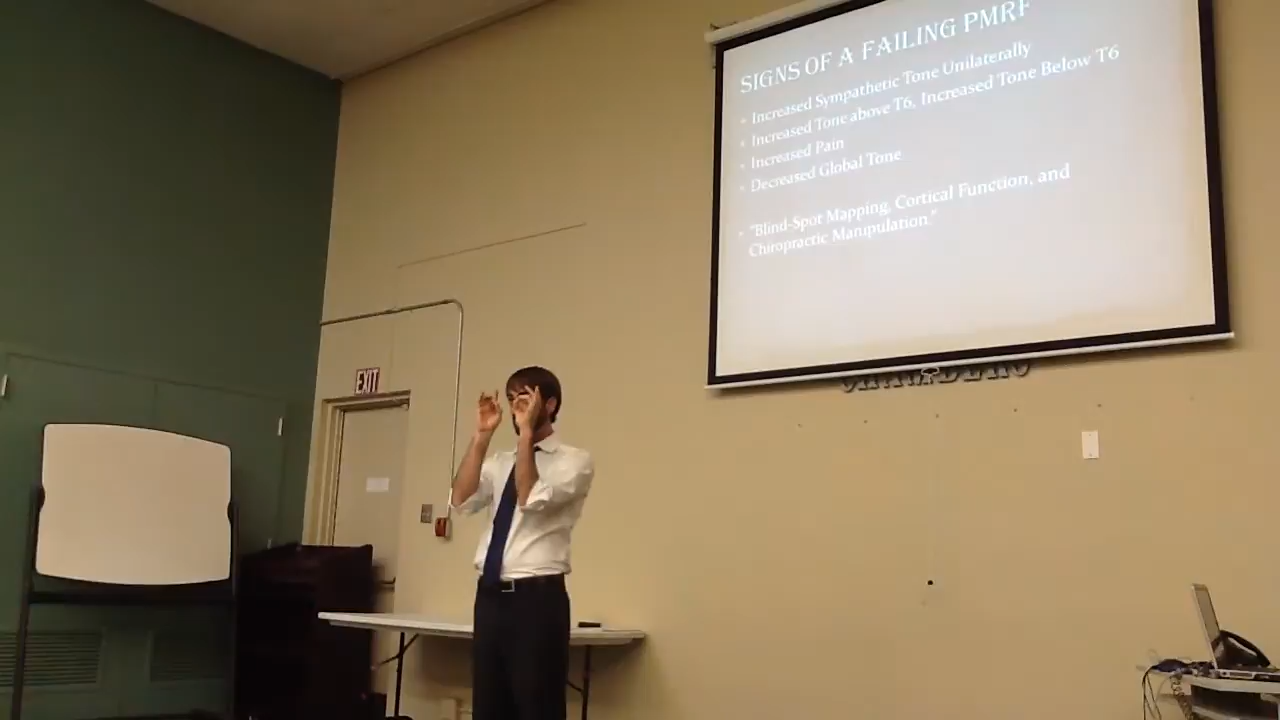 SIGNS OF A FAILING PMRF
• Increased Sympathetic Tone Unilaterally
• Increased Tone above T6, Increased Tone Below T6
• Increased Pain
• Decreased Global Tone
• "Blind-Spot Mapping, Cortical Function, and
Chiropractic Manipulation."
EXIT